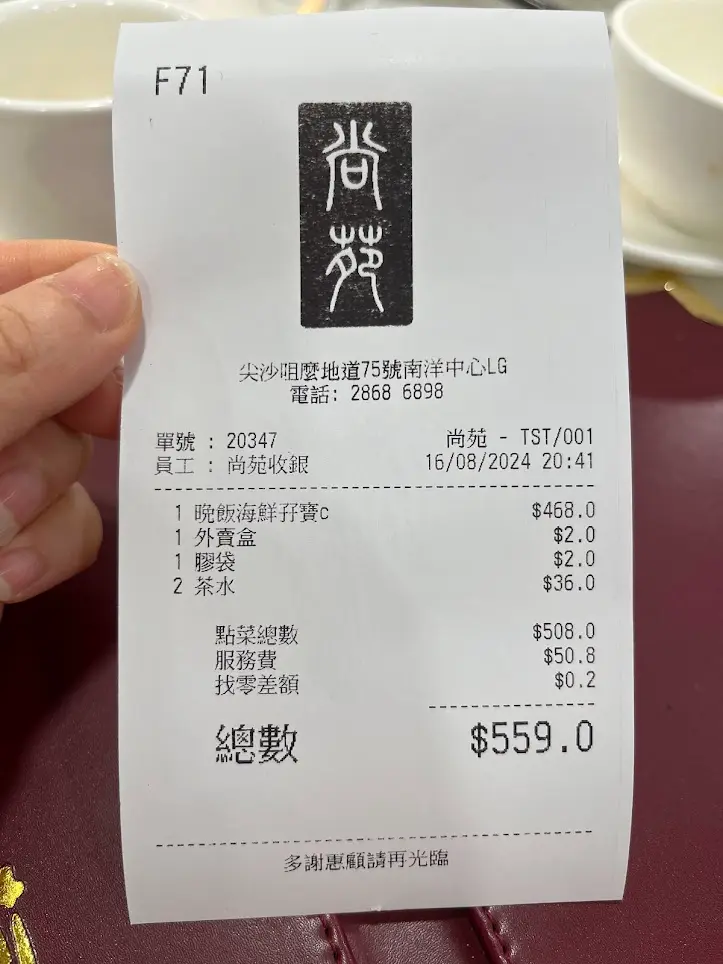 F71
尚苑
尖沙咀麼地道75號南洋中心LG
電話: 2868 6898
單號 : 20347 尚苑 - TST/001
員工 : 尚苑收銀 16/08/2024 20:41
1 晚飯海鮮孖寶c $468.0
1 外賣盒 $2.0
1 膠袋 $2.0
2 茶水 $36.0
點菜總數 $508.0
服務費 $50.8
找零差額 $0.2
總數 $559.0
多謝惠顧請再光臨